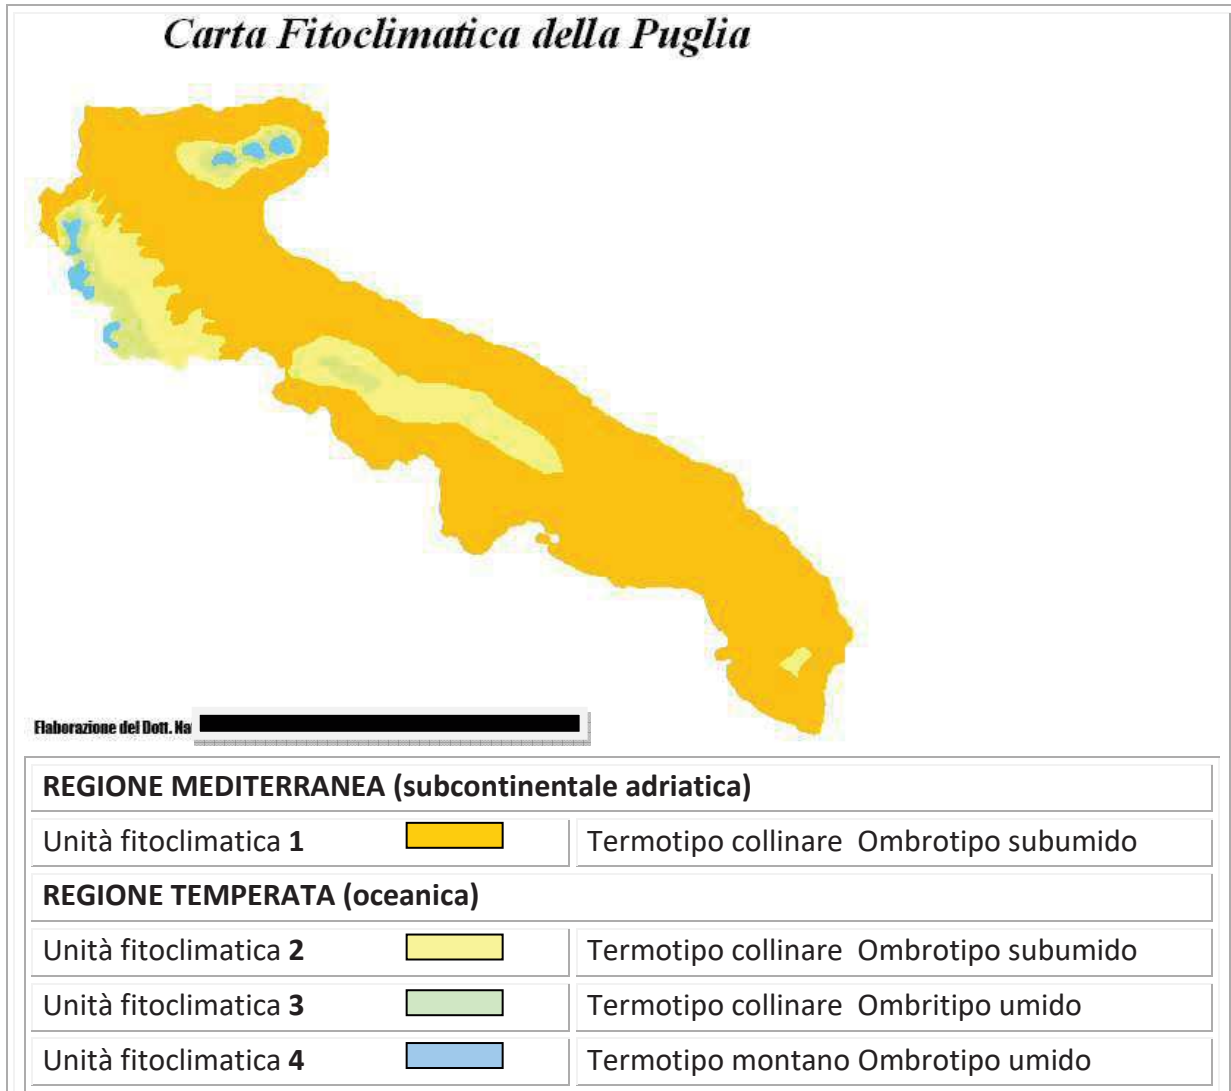 Carta Fitoclimatica della Puglia
Elaborazione del Dott. Na
REGIONE MEDITERRANEA (subcontinentale adriatica)
Unità fitoclimatica 1 Termotipo collinare Ombrotipo subumido
REGIONE TEMPERATA (oceanica)
Unità fitoclimatica 2 Termotipo collinare Ombrotipo subumido
Unità fitoclimatica 3 Termotipo collinare Ombritipo umido
Unità fitoclimatica 4 Termotipo montano Ombrotipo umido